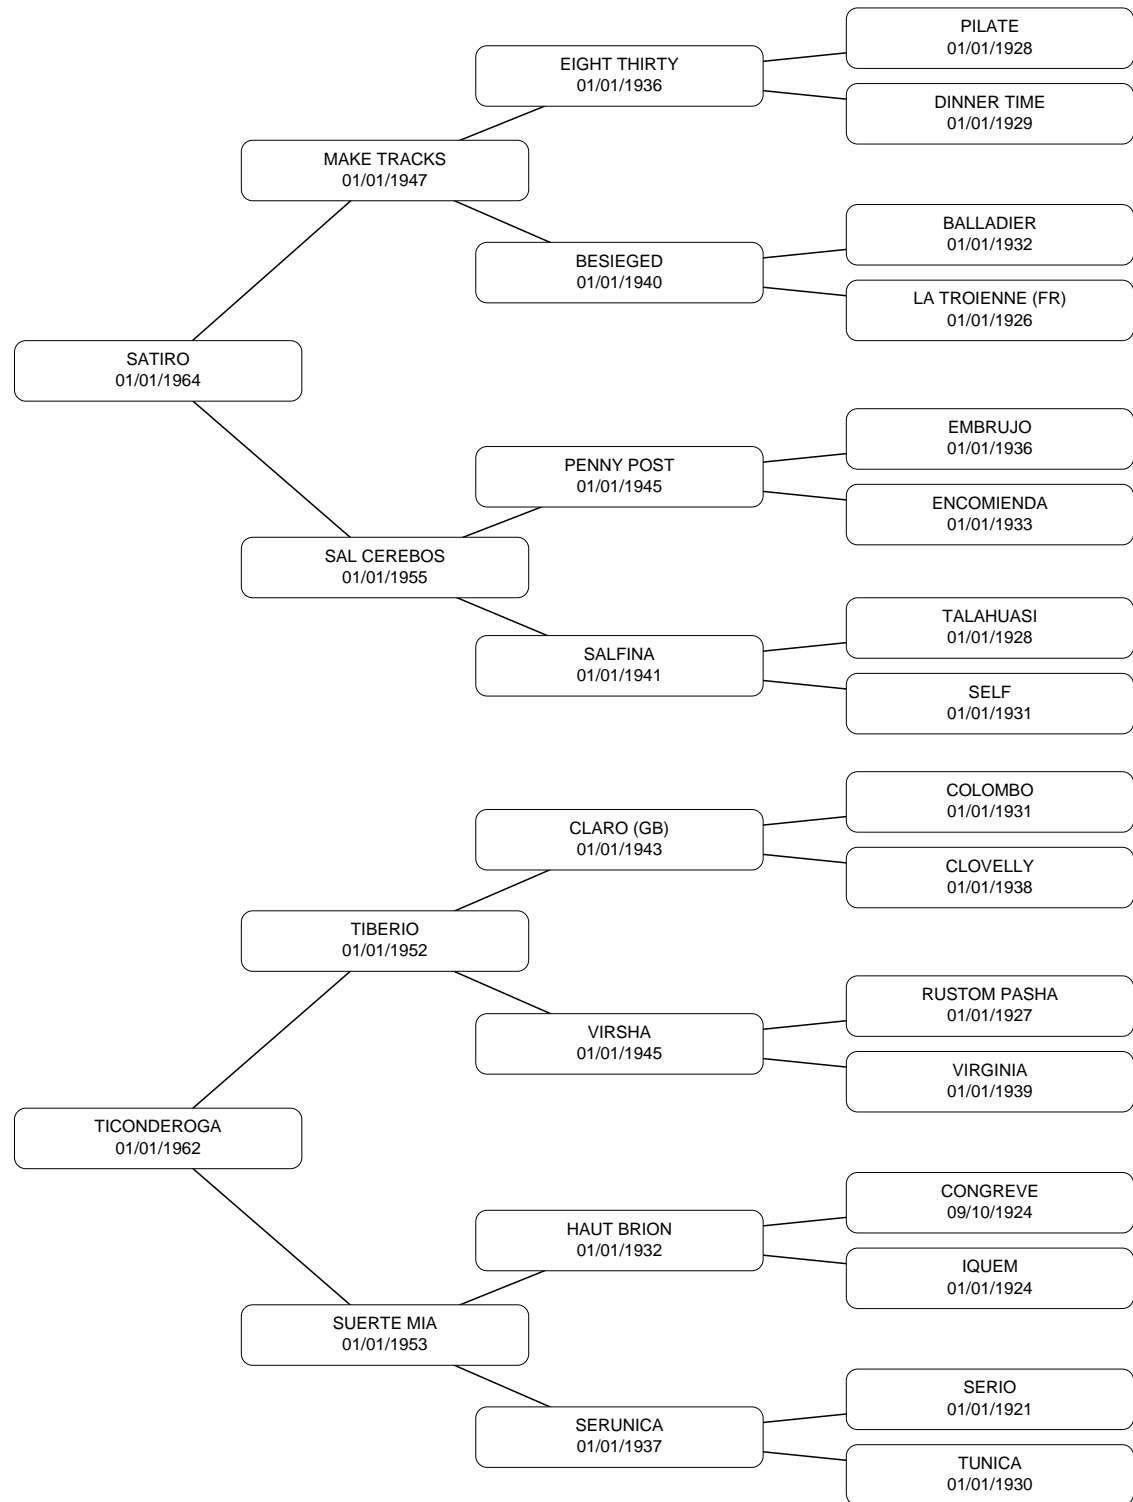 PILATE
01/01/1928
EIGHT THIRTY
01/01/1936
DINNER TIME
01/01/1929
MAKE TRACKS
01/01/1947
BALLADIER
01/01/1932
BESIEGED
01/01/1940
LA TROIENNE (FR)
01/01/1926
SATIRO
01/01/1964
EMBRUJO
01/01/1936
PENNY POST
01/01/1945
ENCOMIENDA
01/01/1933
SAL CEREBOS
01/01/1955
TALAHUASI
01/01/1928
SALFINA
01/01/1941
SELF
01/01/1931
COLOMBO
01/01/1931
CLARO (GB)
01/01/1943
CLOVELLY
01/01/1938
TIBERIO
01/01/1952
RUSTOM PASHA
01/01/1927
VIRSHA
01/01/1945
VIRGINIA
01/01/1939
TICONDEROGA
01/01/1962
CONGREVE
09/10/1924
HAUT BRION
01/01/1932
IQUEM
01/01/1924
SUERTE MIA
01/01/1953
SERIO
01/01/1921
SERUNICA
01/01/1937
TUNICA
01/01/1930